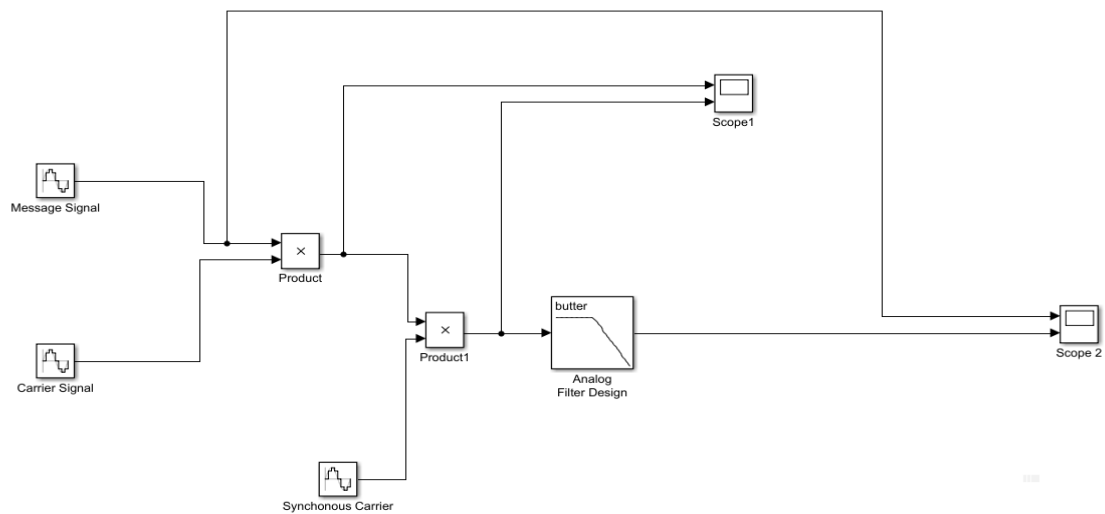 Scope1
Message Signal
×
Product
butter
×
Product1
Scope 2
Carrier Signal
Analog
Filter Design
Synchonous Carrier